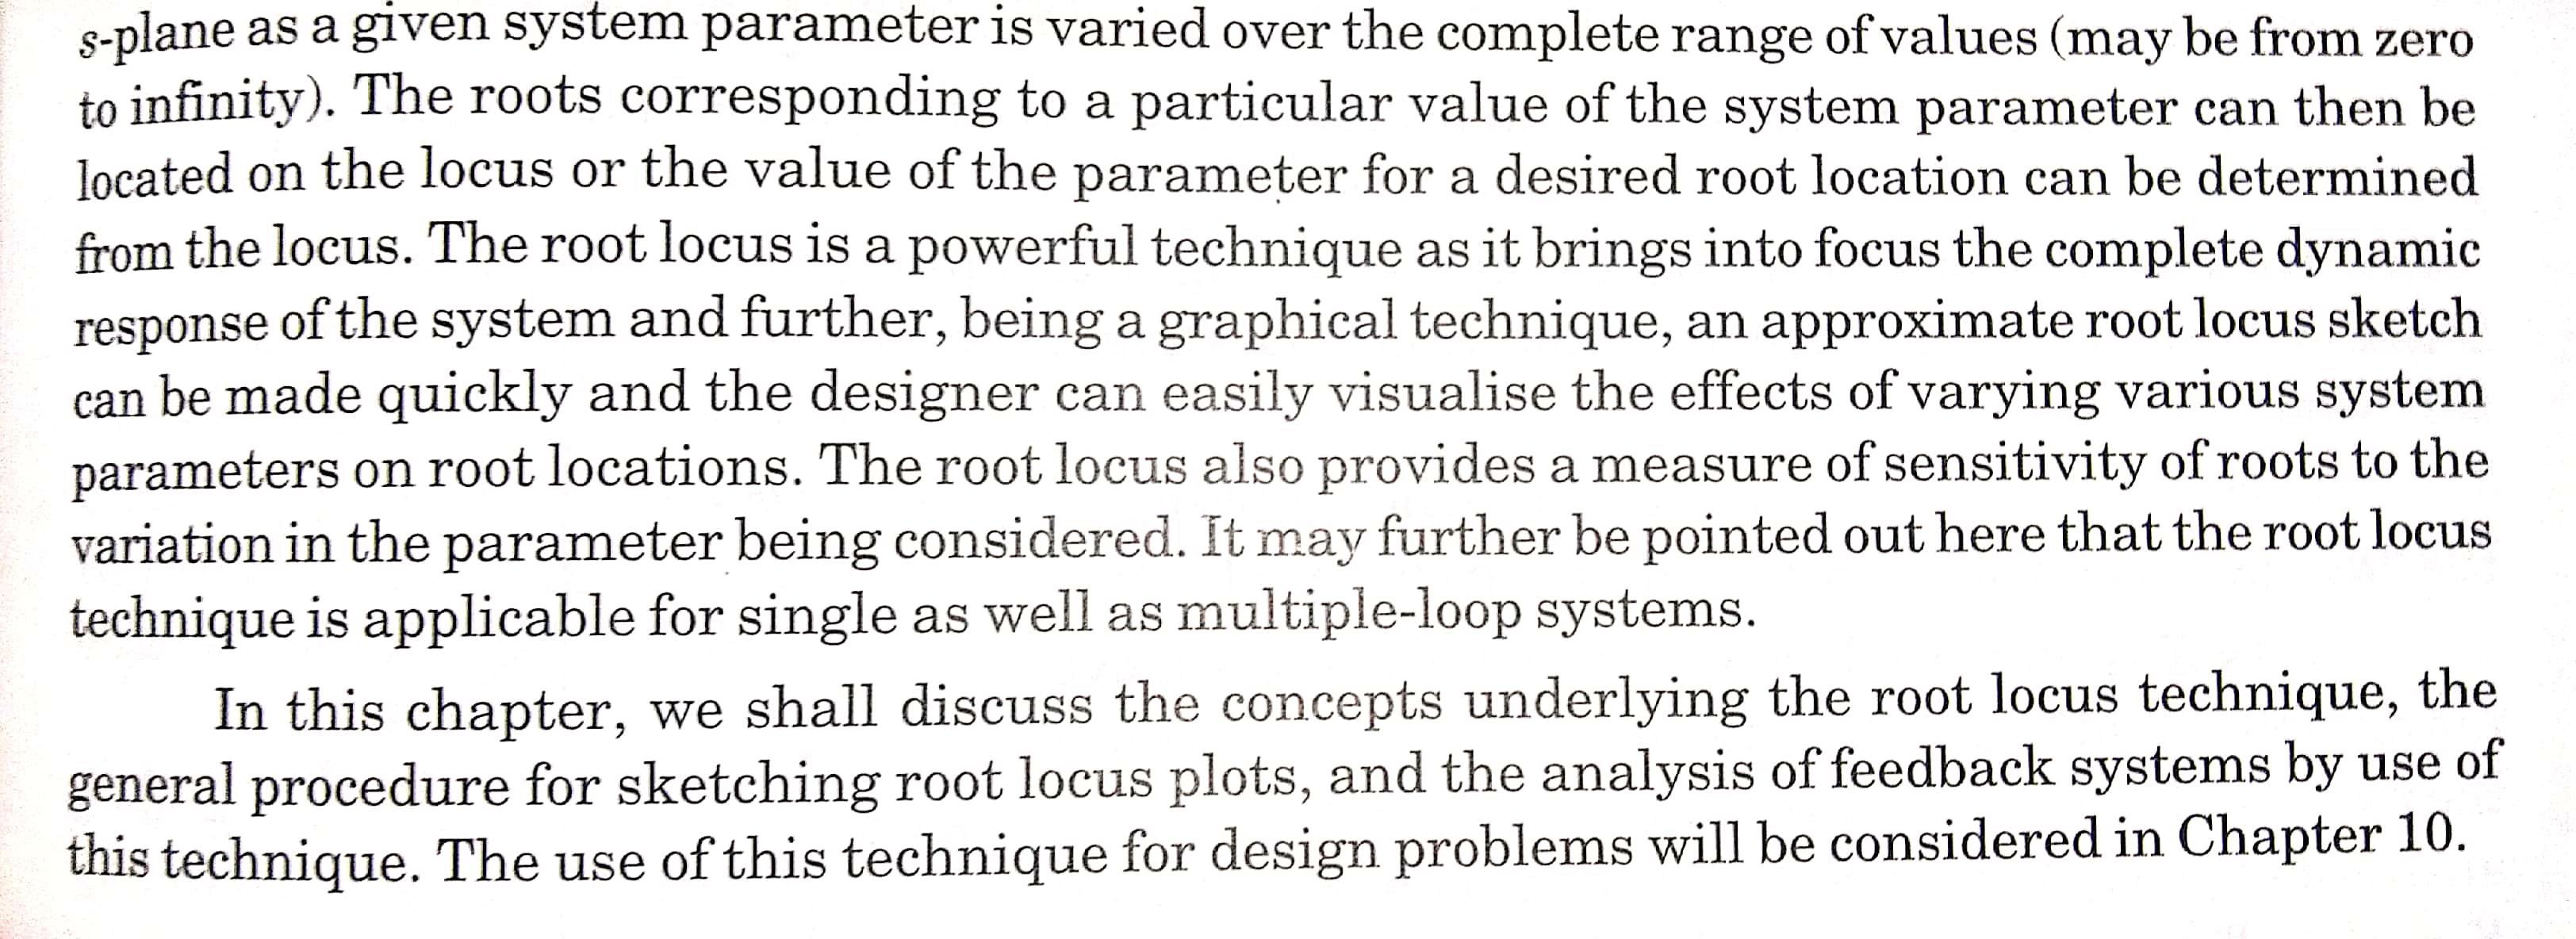 s-plane as a given system parameter is varied over the complete range of values (may be from zero
to infinity). The roots corresponding to a particular value of the system parameter can then be
located on the locus or the value of the parameter for a desired root location can be determined
from the locus. The root locus is a powerful technique as it brings into focus the complete dynamic
response of the system and further, being a graphical technique, an approximate root locus sketch
can be made quickly and the designer can easily visualise the effects of varying various system
parameters on root locations. The root locus also provides a measure of sensitivity of roots to the
variation in the parameter being considered. It may further be pointed out here that the root locus
technique is applicable for single as well as multiple-loop systems.
In this chapter, we shall discuss the concepts underlying the root locus technique, the
general procedure for sketching root locus plots, and the analysis of feedback systems by use of
this technique. The use of this technique for design problems will be considered in Chapter 10.